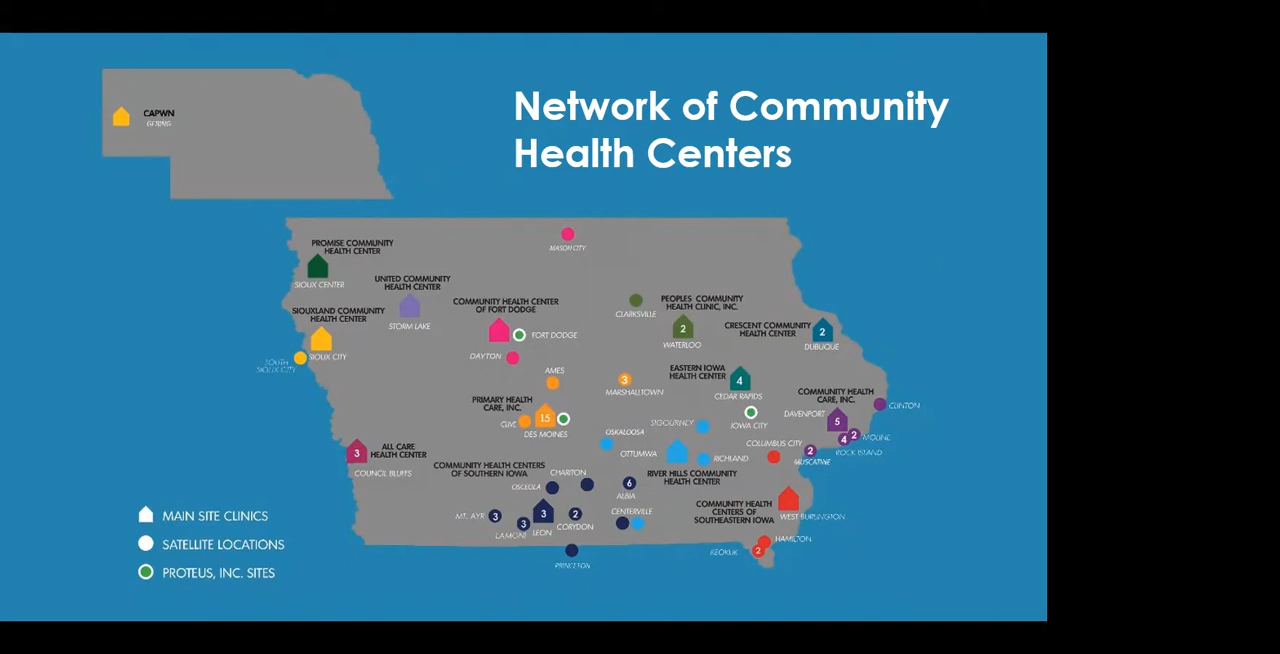 Network of Community
Health Centers
CAPWN
GERING
MASON CITY
PROMISE COMMUNITY
HEALTH CENTER
SIOUX CENTER
UNITED COMMUNITY
HEALTH CENTER
STORM LAKE
SIOUXLAND COMMUNITY
HEALTH CENTER
SIOUX CITY
SOUTH
SIOUX CITY
COMMUNITY HEALTH CENTER
OF FORT DODGE
FORT DODGE
DAYTON
CLARKSVILLE
PEOPLES COMMUNITY
HEALTH CLINIC, INC.
2
WATERLOO
CRESCENT COMMUNITY
HEALTH CENTER
2
DUBUQUE
EASTERN IOWA
HEALTH CENTER
4
CEDAR RAPIDS
IOWA CITY
AMES
3
MARSHALLTOWN
PRIMARY HEALTH
CARE, INC.
CLIVE
15
DES MOINES
COMMUNITY HEALTH
CARE, INC.
DAVENPORT
5
CLINTON
2
MOLINE
4
ROCK ISLAND
2
MUSCATINE
SIGOURNEY
OSKALOOSA
OTTUMWA
RICHLAND
RIVER HILLS COMMUNITY
HEALTH CENTER
COLUMBUS CITY
3
ALL CARE
HEALTH CENTER
COUNCIL BLUFFS
COMMUNITY HEALTH CENTERS
OF SOUTHERN IOWA
CHARITON
OSCEOLA
6
ALBIA
MT. AYR
3
3
LAMONI
3
LEON
2
CORYDON
CENTERVILLE
PRINCETON
COMMUNITY HEALTH
CENTERS OF
SOUTHEASTERN IOWA
WEST BURLINGTON
HAMILTON
KEOKUK
2
MAIN SITE CLINICS
SATELLITE LOCATIONS
PROTEUS, INC. SITES